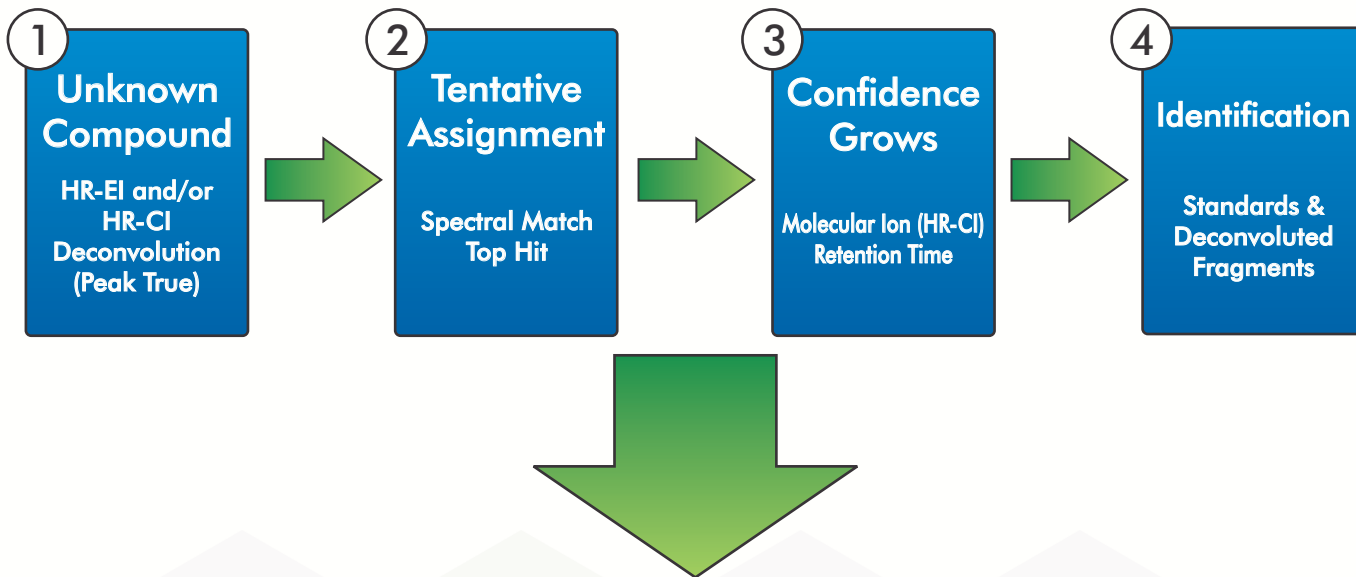 1
Unknown
Compound
HR-EI and/or
HR-CI
Deconvolution
(Peak True)
2
Tentative
Assignment
Spectral Match
Top Hit
3
Confidence
Grows
Molecular Ion (HR-CI)
Retention Time
4
Identification
Standards &
Deconvoluted
Fragments